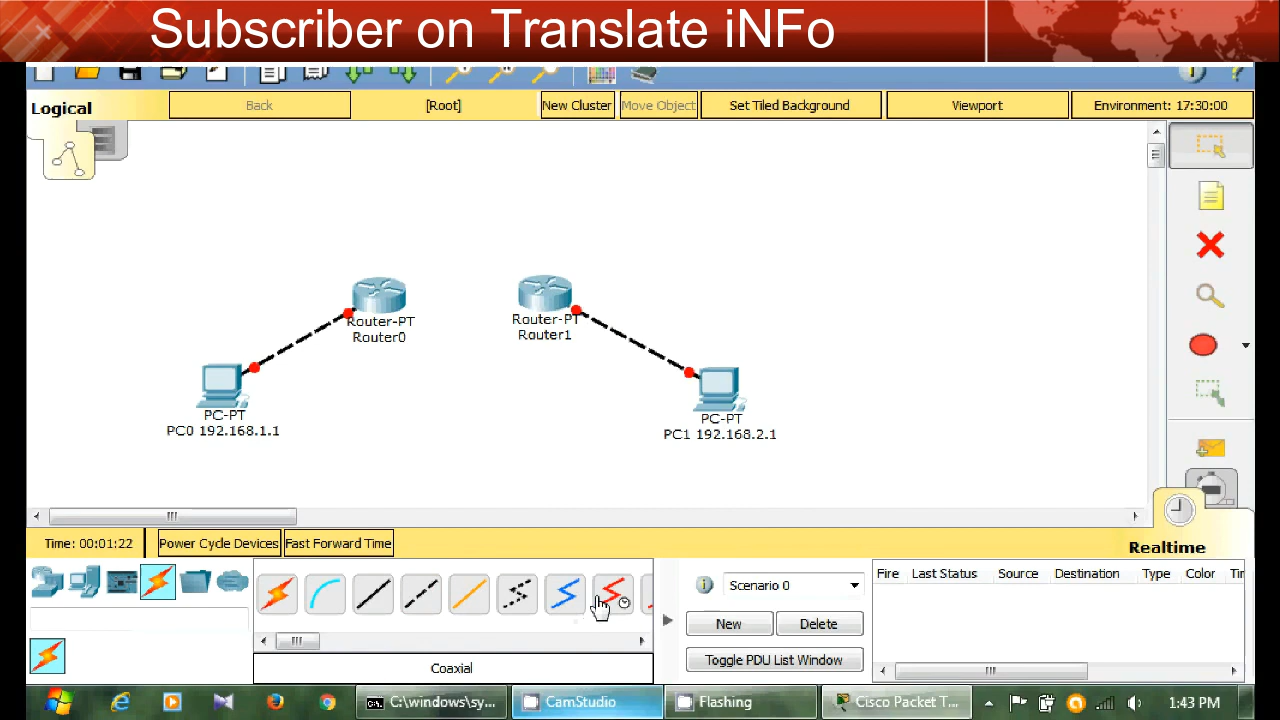 Subscriber on Translate iNFo
Logical
Back
[Root]
New Cluster
Move Object
Set Tiled Background
Viewport
Environment: 17:30:00
Router-PT
Router0
Router-PT
Router1
PC-PT
PC0 192.168.1.1
PC-PT
PC1 192.168.2.1
Time: 00:01:22
Power Cycle Devices
Fast Forward Time
Realtime
Scenario 0
New
Delete
Toggle PDU List Window
Fire
Last Status
Source
Destination
Type
Color
Tir
Coaxial
C:\windows\sy...
CamStudio
Flashing
Cisco Packet T...
1:43 PM